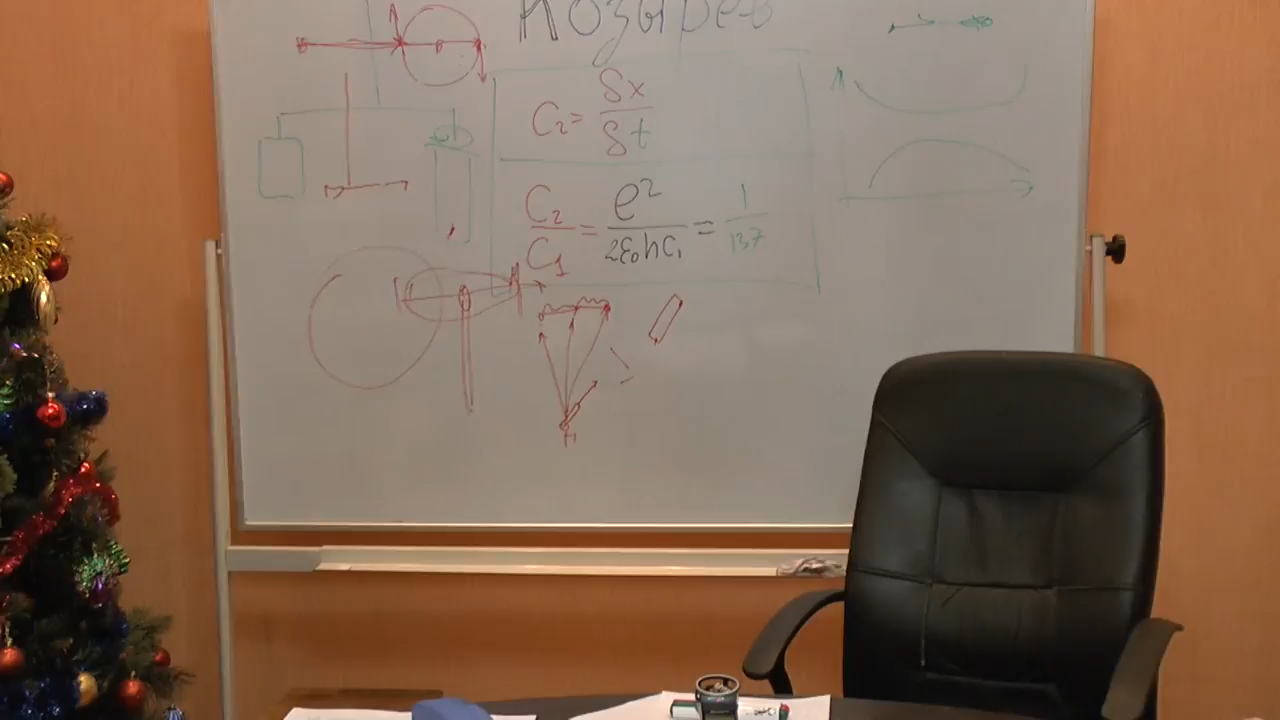 Козырев
C₂ = δx / δt
C₂ / C₁ = e² / 2ε₀hC₁ = 1 / 137